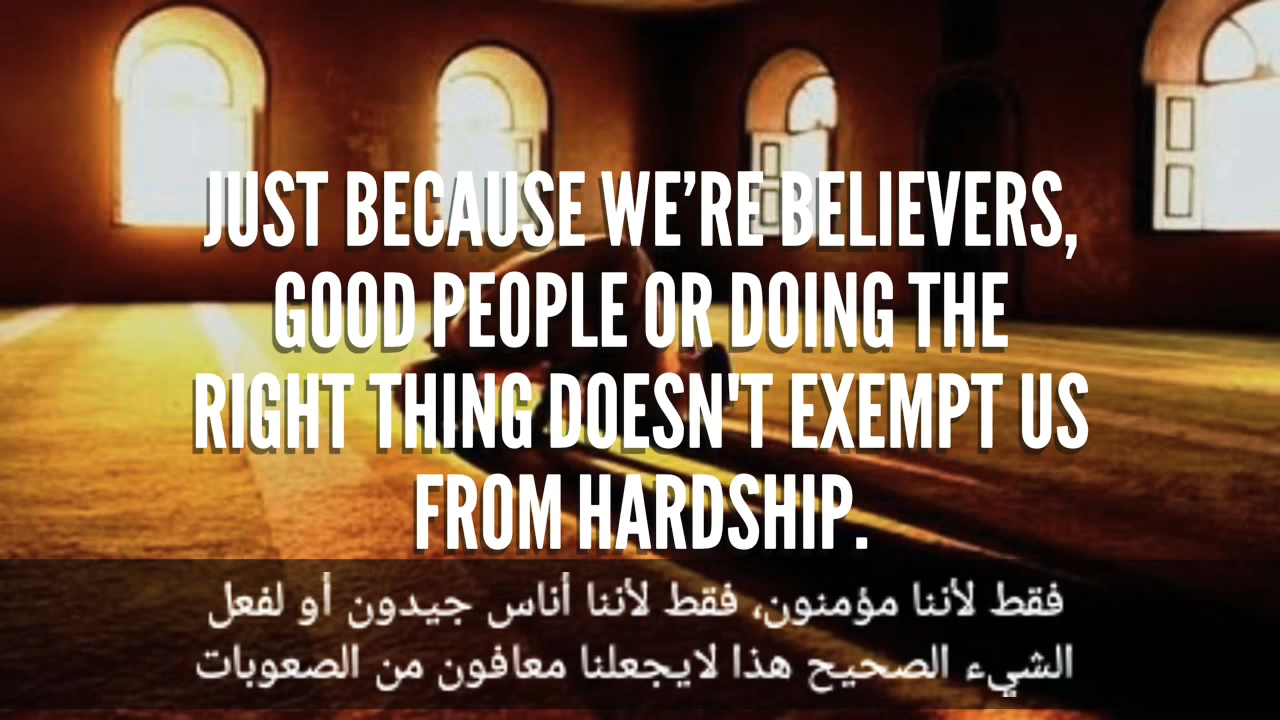 JUST BECAUSE WE’RE BELIEVERS,
GOOD PEOPLE OR DOING THE
RIGHT THING DOESN'T EXEMPT US
FROM HARDSHIP.
فقط لأننا مؤمنون، فقط لأننا أناس جيدون أو لفعل
الشيء الصحيح هذا لايجعلنا معافون من الصعوبات